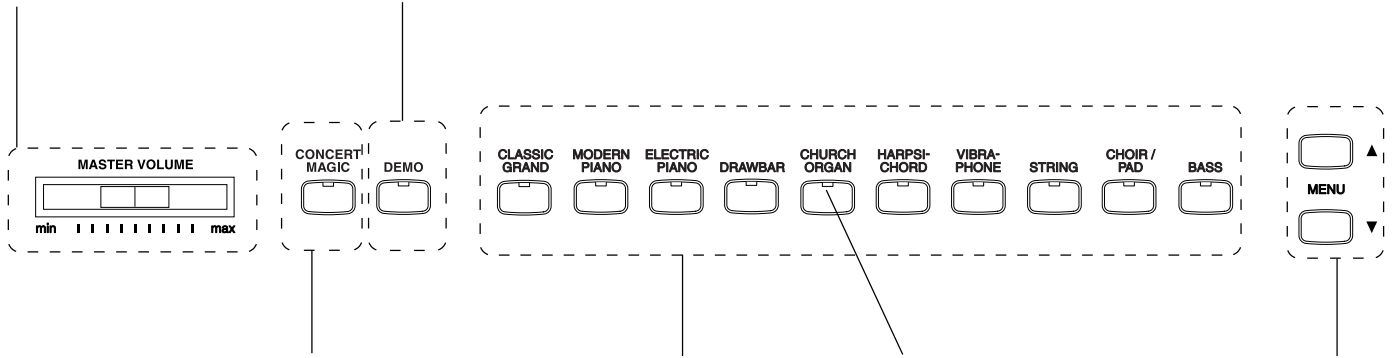 MASTER VOLUME
min
max
CONCERT
MAGIC
DEMO
CLASSIC
GRAND
MODERN
PIANO
ELECTRIC
PIANO
DRAWBAR
CHURCH
ORGAN
HARPSI-
CHORD
VIBRA-
PHONE
STRING
CHOIR /
PAD
BASS
▲
MENU
▼